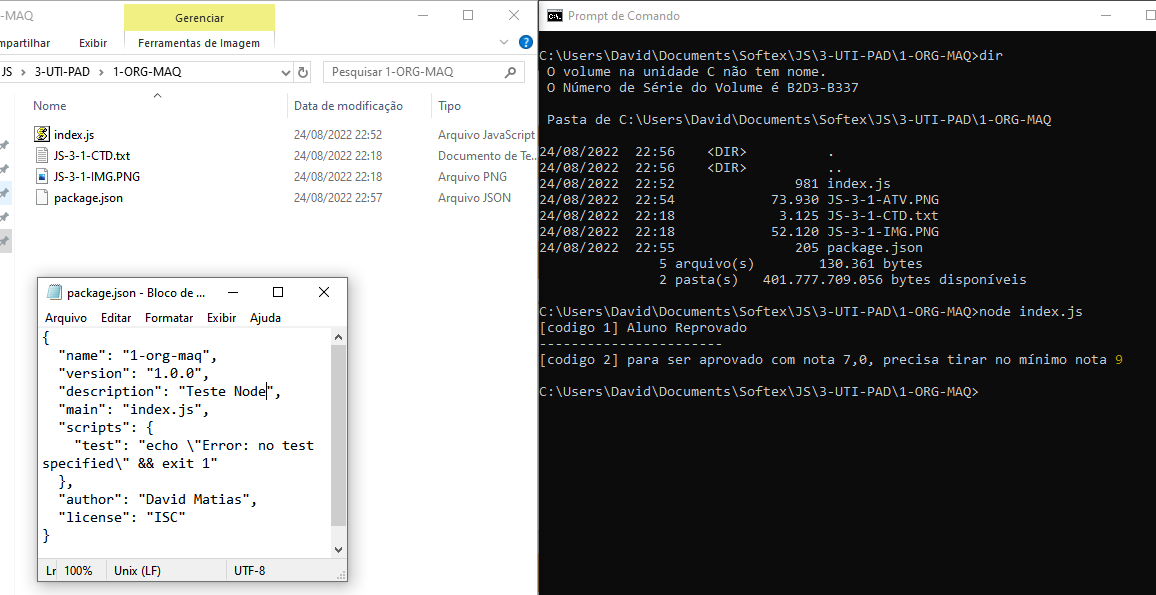 -MAQ
Gerenciar
mpartilhar Exibir Ferramentas de Imagem
JS > 3-UTI-PAD > 1-ORG-MAQ
Pesquisar 1-ORG-MAQ
Nome Data de modificação Tipo
index.js 24/08/2022 22:52 Arquivo JavaScript
JS-3-1-CTD.txt 24/08/2022 22:18 Documento de Te...
JS-3-1-IMG.PNG 24/08/2022 22:18 Arquivo PNG
package.json 24/08/2022 22:57 Arquivo JSON
package.json - Bloco de ...
Arquivo Editar Formatar Exibir Ajuda
{
"name": "1-org-maq",
"version": "1.0.0",
"description": "Teste Node",
"main": "index.js",
"scripts": {
"test": "echo \"Error: no test
specified\" && exit 1"
},
"author": "David Matias",
"license": "ISC"
}
Lr 100% Unix (LF) UTF-8
Prompt de Comando
C:\Users\David\Documents\Softex\JS\3-UTI-PAD\1-ORG-MAQ>dir
O volume na unidade C não tem nome.
O Número de Série do Volume é B2D3-B337
Pasta de C:\Users\David\Documents\Softex\JS\3-UTI-PAD\1-ORG-MAQ
24/08/2022 22:56 <DIR> .
24/08/2022 22:56 <DIR> ..
24/08/2022 22:52 981 index.js
24/08/2022 22:54 73.930 JS-3-1-ATV.PNG
24/08/2022 22:18 3.125 JS-3-1-CTD.txt
24/08/2022 22:18 52.120 JS-3-1-IMG.PNG
24/08/2022 22:55 205 package.json
5 arquivo(s) 130.361 bytes
2 pasta(s) 401.777.709.056 bytes disponíveis
C:\Users\David\Documents\Softex\JS\3-UTI-PAD\1-ORG-MAQ>node index.js
[codigo 1] Aluno Reprovado
-----------------------
[codigo 2] para ser aprovado com nota 7,0, precisa tirar no mínimo nota 9
C:\Users\David\Documents\Softex\JS\3-UTI-PAD\1-ORG-MAQ>